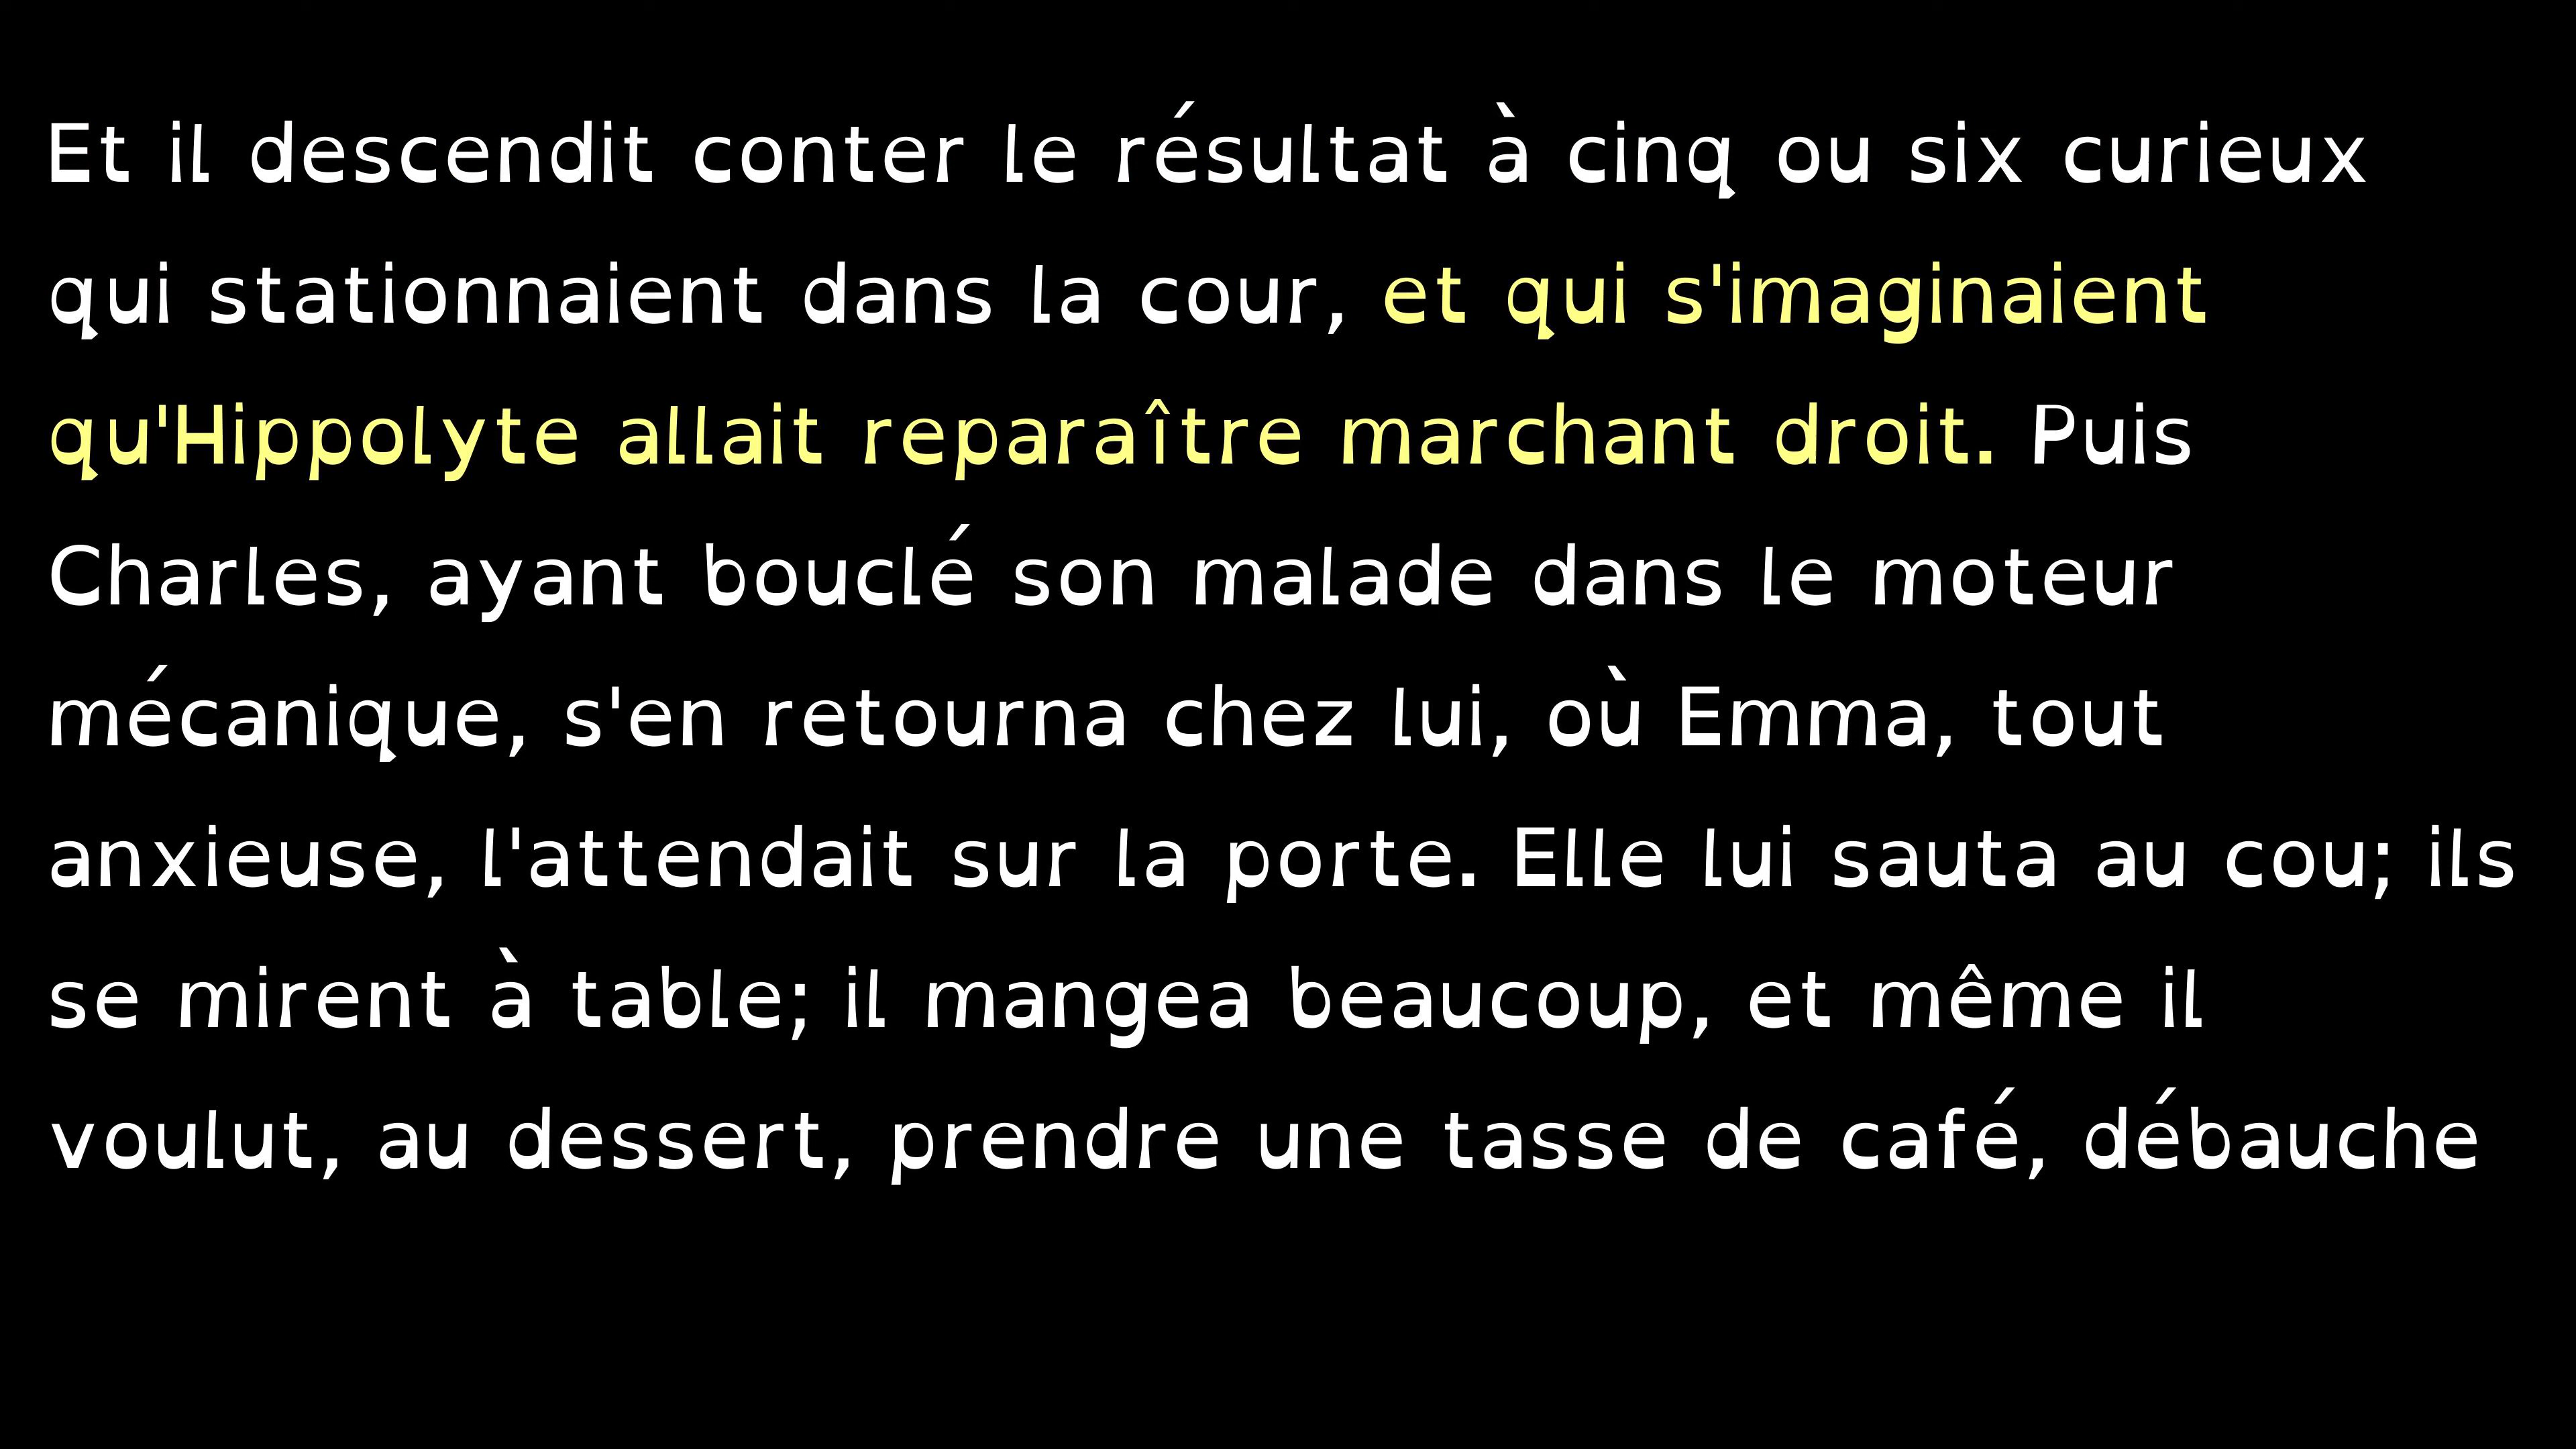 Et il descendit conter le résultat à cinq ou six curieux
qui stationnaient dans la cour, et qui s'imaginaient
qu'Hippolyte allait reparaître marchant droit. Puis
Charles, ayant bouclé son malade dans le moteur
mécanique, s'en retourna chez lui, où Emma, tout
anxieuse, l'attendait sur la porte. Elle lui sauta au cou; ils
se mirent à table; il mangea beaucoup, et même il
voulut, au dessert, prendre une tasse de café, débauche